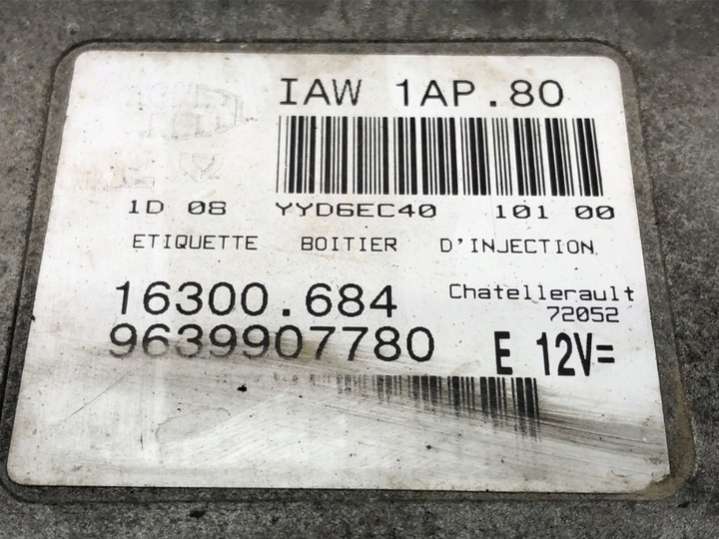 IAW 1AP.80
1D 08 YYD6EC40 101 00
ETIQUETTE BOITIER D'INJECTION
16300.684 Chatellerault
72052
9639907780 E 12V=